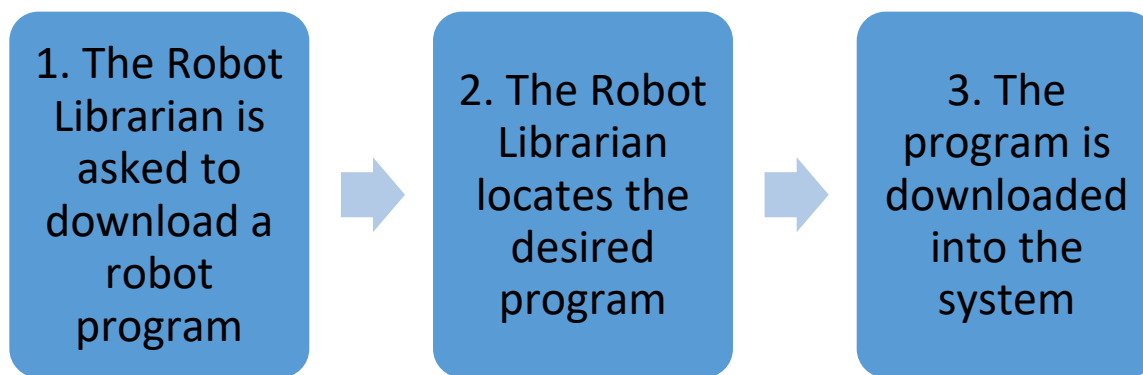 1. The Robot
Librarian is
asked to
download a
robot
program
2. The Robot
Librarian
locates the
desired
program
3. The
program is
downloaded
into the
system